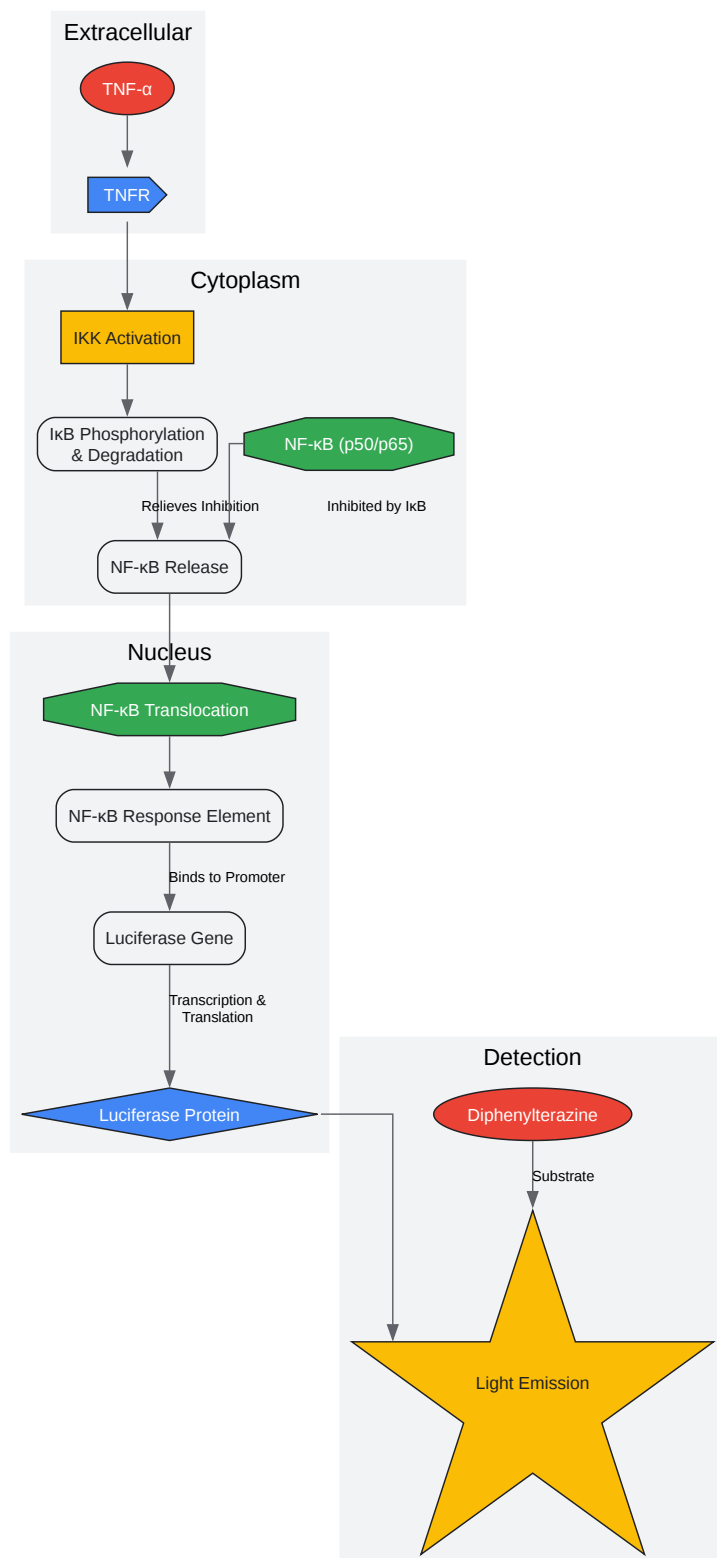 Extracellular
TNF-α
TNFR
Cytoplasm
IKK Activation
IκB Phosphorylation
& Degradation
NF-κB (p50/p65)
Relieves Inhibition
Inhibited by IκB
NF-κB Release
Nucleus
NF-κB Translocation
NF-κB Response Element
Binds to Promoter
Luciferase Gene
Transcription &
Translation
Luciferase Protein
Detection
Diphenylterazine
Substrate
Light Emission